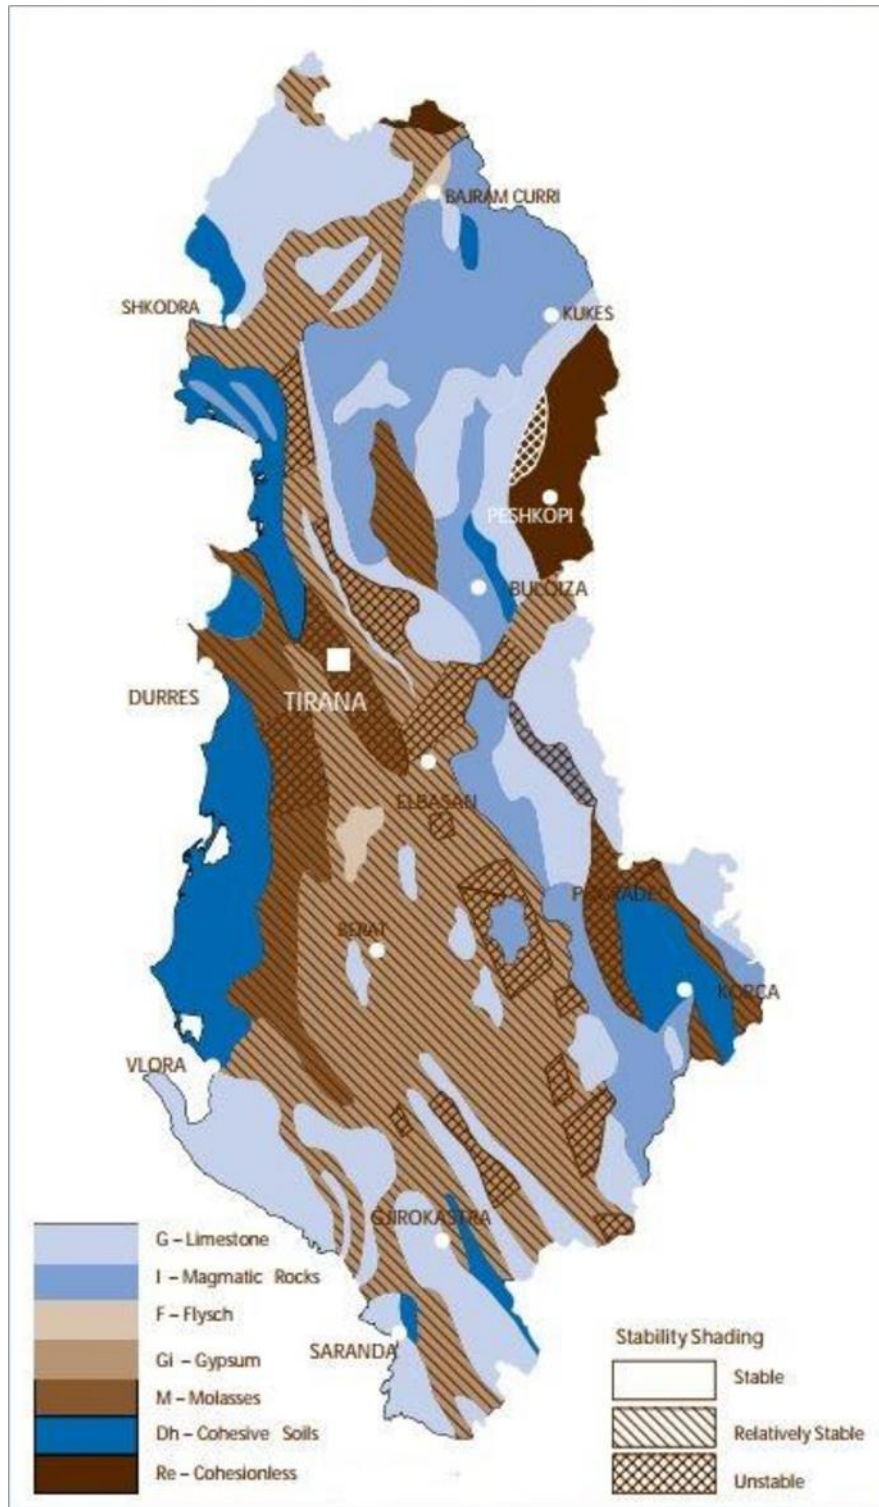 BAJRAM CURRI
SHKODRA
KUKES
PESHKOPI
BULQIZA
DURRES
TIRANA
ELBASAN
POGRADEC
BERAT
KORCA
VLORA
GJIROKASTRA
SARANDA
G – Limestone
I – Magmatic Rocks
F – Flysch
Gi – Gypsum
M – Molasses
Dh – Cohesive Soils
Re – Cohesionless
Stability Shading
Stable
Relatively Stable
Unstable